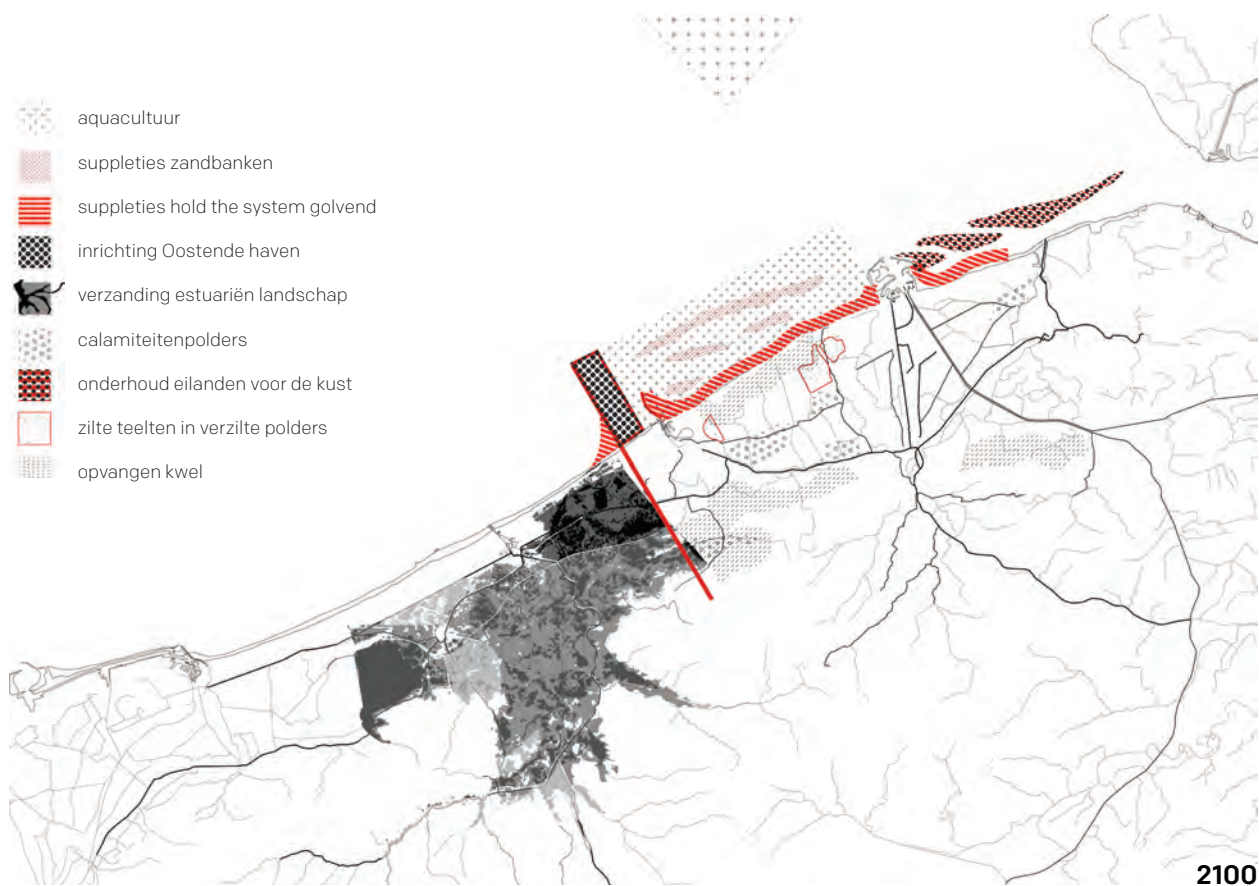 aquacultuur
suppleties zandbanken
suppleties hold the system golvend
inrichting Oostende haven
verzanding estuariën landschap
calamiteitenpolders
onderhoud eilanden voor de kust
zilte teelten in verzilte polders
opvangen kwel
2100